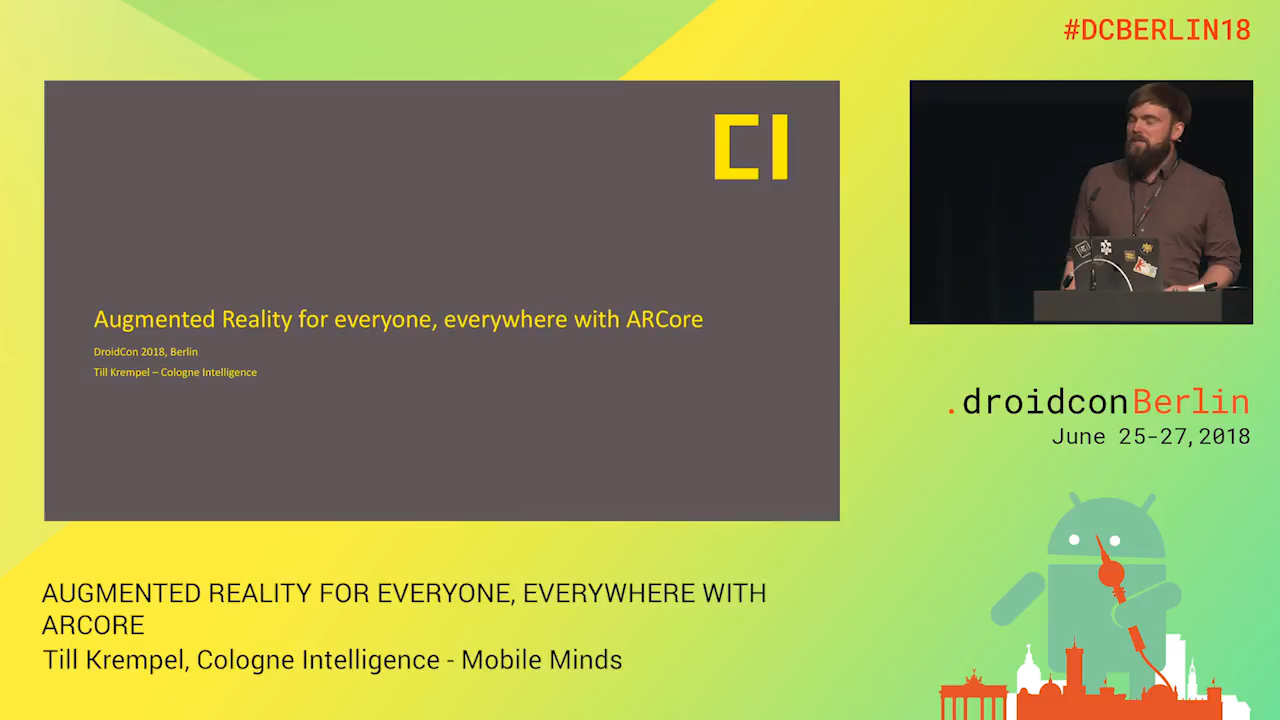 #DCBERLIN18
CI
Augmented Reality for everyone, everywhere with ARCore
DroidCon 2018, Berlin
Till Krempel – Cologne Intelligence
.droidconBerlin
June 25-27,2018
AUGMENTED REALITY FOR EVERYONE, EVERYWHERE WITH
ARCORE
Till Krempel, Cologne Intelligence - Mobile Minds